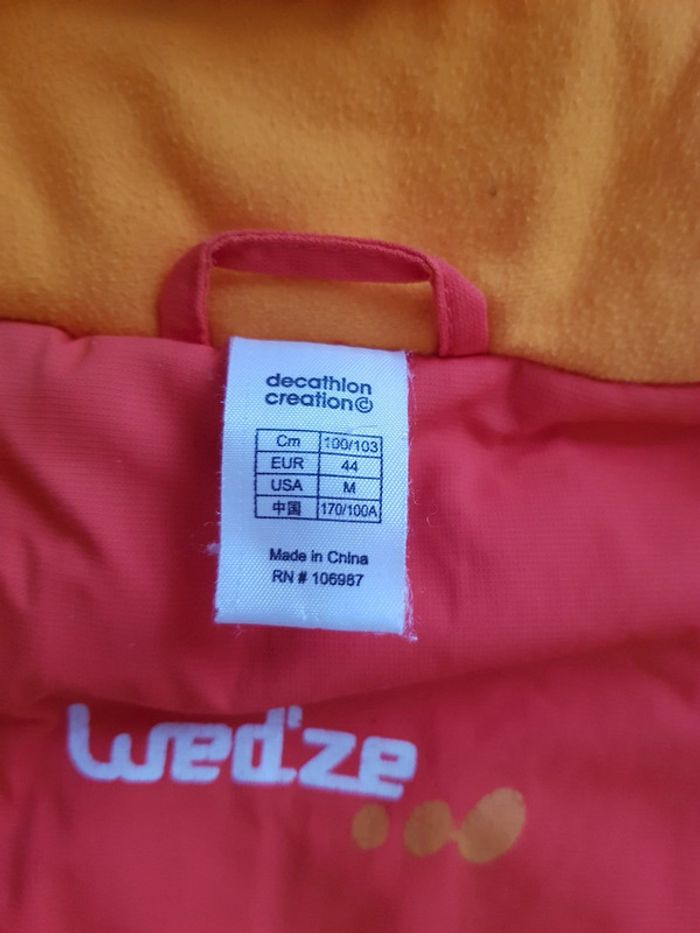 decathlon
creation©
Cm 100/103
EUR 44
USA M
中国 170/100A
Made in China
RN # 106987
wed'ze